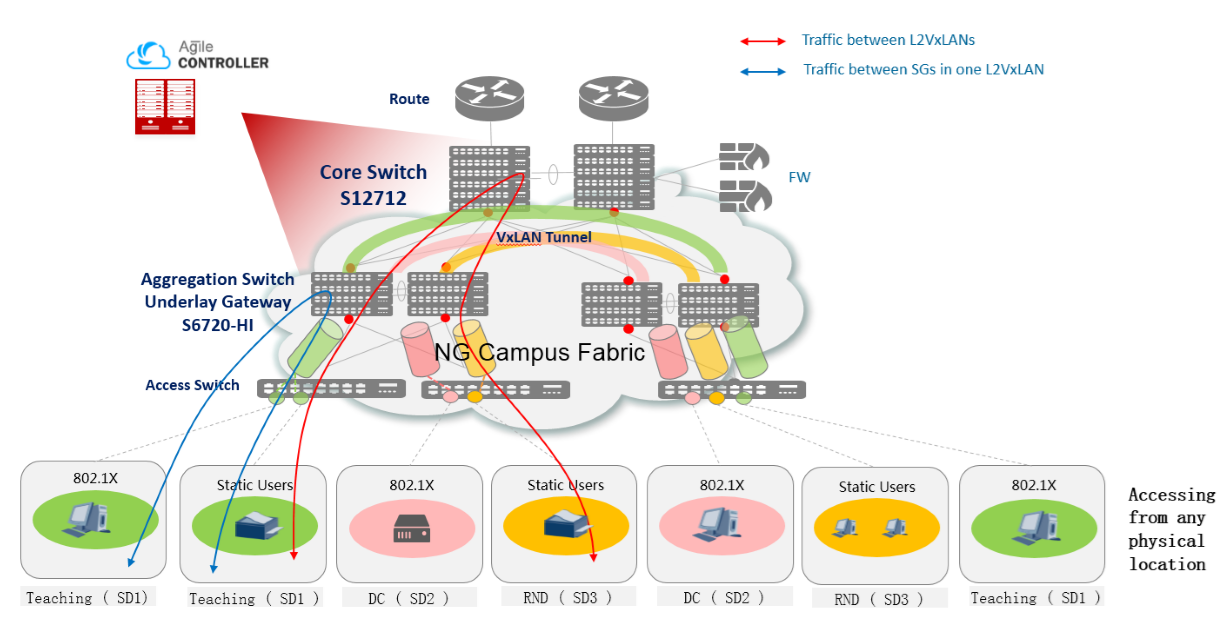 Agile
CONTROLLER
Traffic between L2VxLANs
Traffic between SGs in one L2VxLAN
Route
Core Switch
S12712
FW
VxLAN Tunnel
Aggregation Switch
Underlay Gateway
S6720-HI
NG Campus Fabric
Access Switch
802.1X
Static Users
802.1X
Static Users
802.1X
Static Users
802.1X
Accessing
from any
physical
location
Teaching ( SD1)
Teaching ( SD1 )
DC ( SD2 )
RND ( SD3 )
DC ( SD2 )
RND ( SD3 )
Teaching ( SD1 )